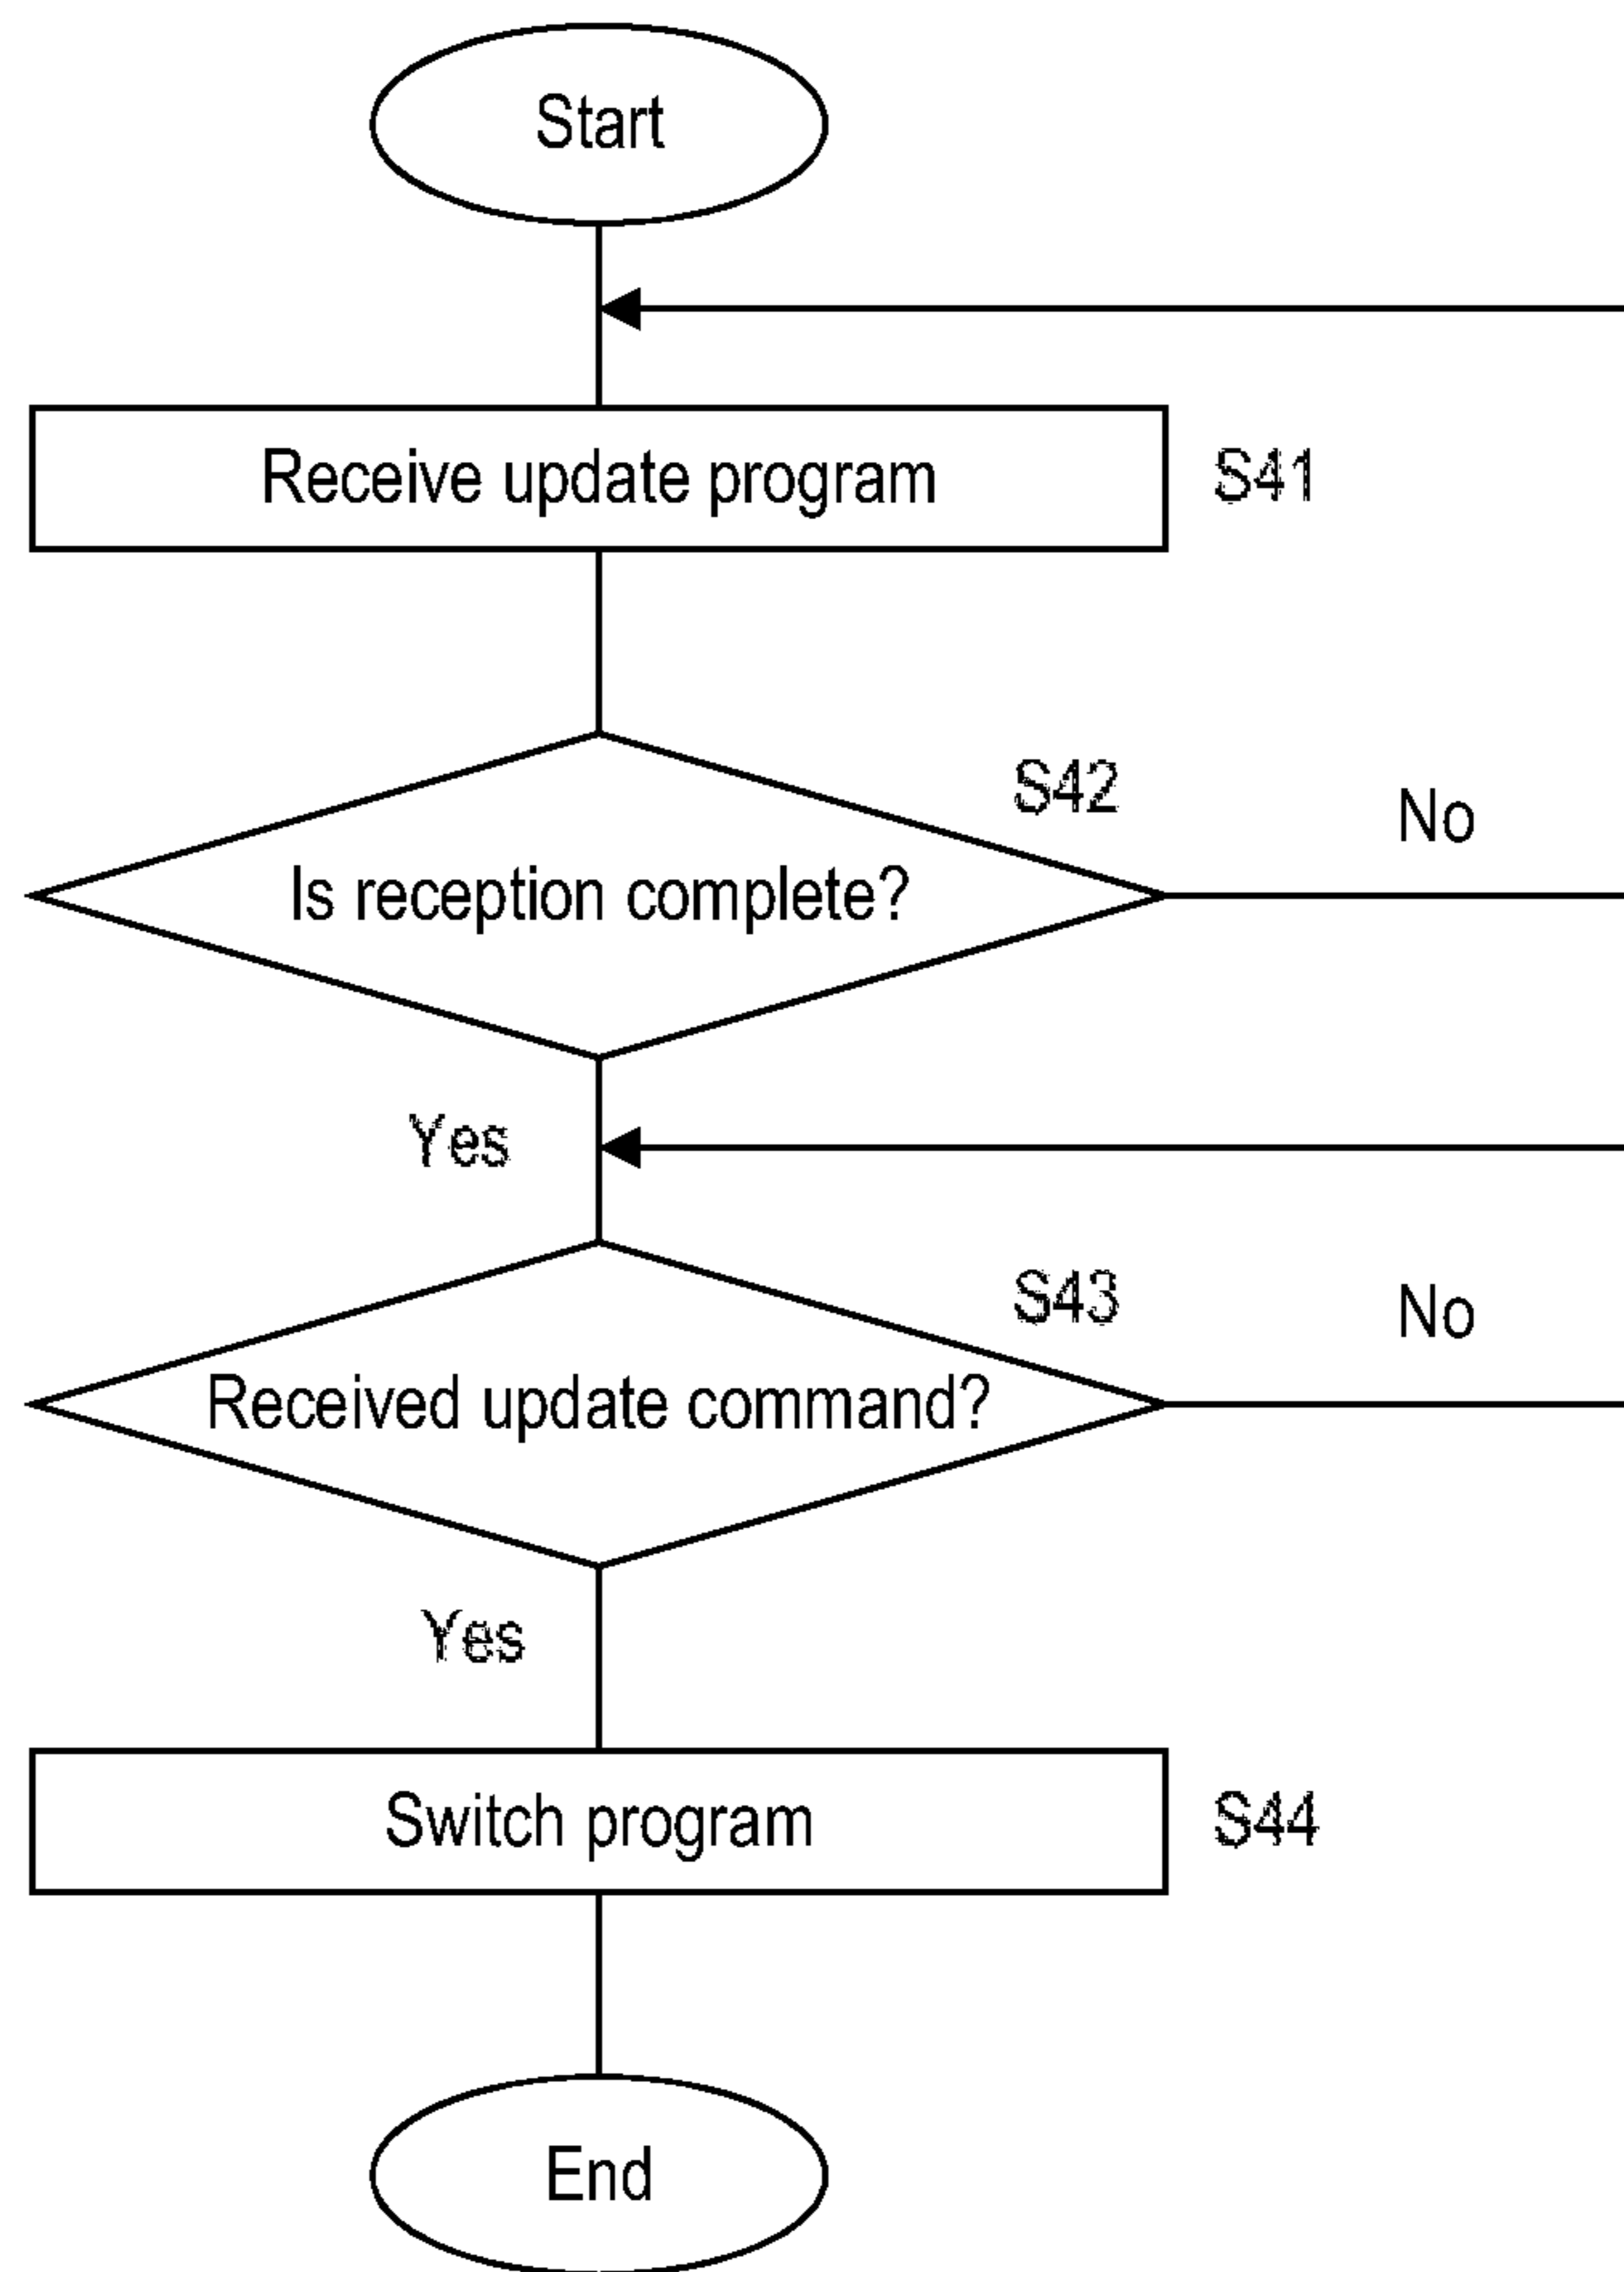 Start
Receive update program
S41
S42
No
Is reception complete?
Yes
S43
No
Received update command?
Yes
Switch program
S44
End